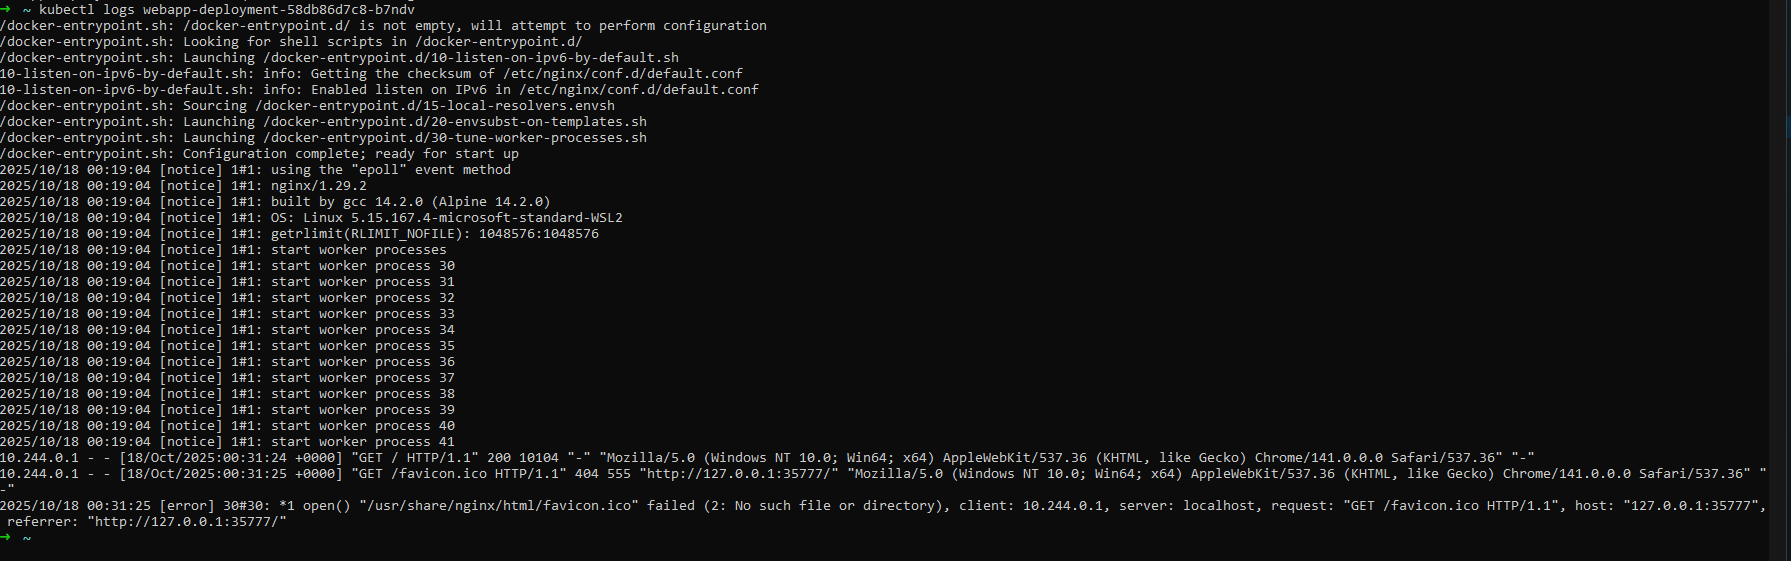 → ~ kubectl logs webapp-deployment-58db86d7c8-b7ndv
/docker-entrypoint.sh: /docker-entrypoint.d/ is not empty, will attempt to perform configuration
/docker-entrypoint.sh: Looking for shell scripts in /docker-entrypoint.d/
/docker-entrypoint.sh: Launching /docker-entrypoint.d/10-listen-on-ipv6-by-default.sh
10-listen-on-ipv6-by-default.sh: info: Getting the checksum of /etc/nginx/conf.d/default.conf
10-listen-on-ipv6-by-default.sh: info: Enabled listen on IPv6 in /etc/nginx/conf.d/default.conf
/docker-entrypoint.sh: Sourcing /docker-entrypoint.d/15-local-resolvers.envsh
/docker-entrypoint.sh: Launching /docker-entrypoint.d/20-envsubst-on-templates.sh
/docker-entrypoint.sh: Launching /docker-entrypoint.d/30-tune-worker-processes.sh
/docker-entrypoint.sh: Configuration complete; ready for start up
2025/10/18 00:19:04 [notice] 1#1: using the "epoll" event method
2025/10/18 00:19:04 [notice] 1#1: nginx/1.29.2
2025/10/18 00:19:04 [notice] 1#1: built by gcc 14.2.0 (Alpine 14.2.0)
2025/10/18 00:19:04 [notice] 1#1: OS: Linux 5.15.167.4-microsoft-standard-WSL2
2025/10/18 00:19:04 [notice] 1#1: getrlimit(RLIMIT_NOFILE): 1048576:1048576
2025/10/18 00:19:04 [notice] 1#1: start worker processes
2025/10/18 00:19:04 [notice] 1#1: start worker process 30
2025/10/18 00:19:04 [notice] 1#1: start worker process 31
2025/10/18 00:19:04 [notice] 1#1: start worker process 32
2025/10/18 00:19:04 [notice] 1#1: start worker process 33
2025/10/18 00:19:04 [notice] 1#1: start worker process 34
2025/10/18 00:19:04 [notice] 1#1: start worker process 35
2025/10/18 00:19:04 [notice] 1#1: start worker process 36
2025/10/18 00:19:04 [notice] 1#1: start worker process 37
2025/10/18 00:19:04 [notice] 1#1: start worker process 38
2025/10/18 00:19:04 [notice] 1#1: start worker process 39
2025/10/18 00:19:04 [notice] 1#1: start worker process 40
2025/10/18 00:19:04 [notice] 1#1: start worker process 41
10.244.0.1 - - [18/Oct/2025:00:31:24 +0000] "GET / HTTP/1.1" 200 10104 "-" "Mozilla/5.0 (Windows NT 10.0; Win64; x64) AppleWebKit/537.36 (KHTML, like Gecko) Chrome/141.0.0.0 Safari/537.36" "-"
10.244.0.1 - - [18/Oct/2025:00:31:25 +0000] "GET /favicon.ico HTTP/1.1" 404 555 "http://127.0.0.1:35777/" "Mozilla/5.0 (Windows NT 10.0; Win64; x64) AppleWebKit/537.36 (KHTML, like Gecko) Chrome/141.0.0.0 Safari/537.36" "
-"
2025/10/18 00:31:25 [error] 30#30: *1 open() "/usr/share/nginx/html/favicon.ico" failed (2: No such file or directory), client: 10.244.0.1, server: localhost, request: "GET /favicon.ico HTTP/1.1", host: "127.0.0.1:35777",
 referrer: "http://127.0.0.1:35777/"
→ ~